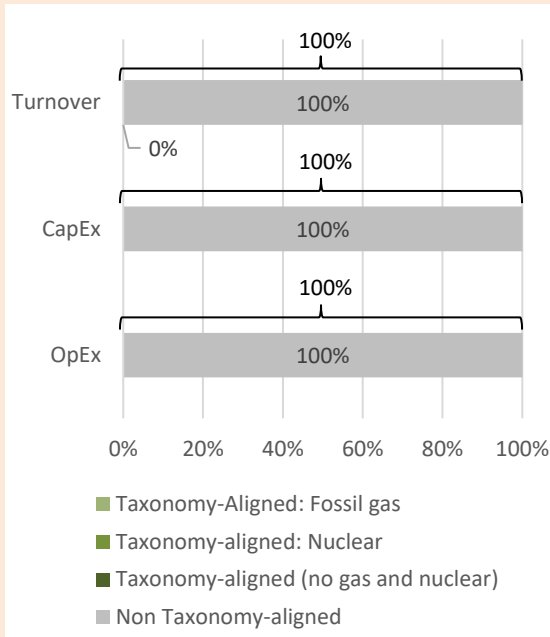 100%
Turnover 100%
0%
100%
CapEx 100%
100%
OpEx 100%
0% 20% 40% 60% 80% 100%
Taxonomy-Aligned: Fossil gas
Taxonomy-aligned: Nuclear
Taxonomy-aligned (no gas and nuclear)
Non Taxonomy-aligned